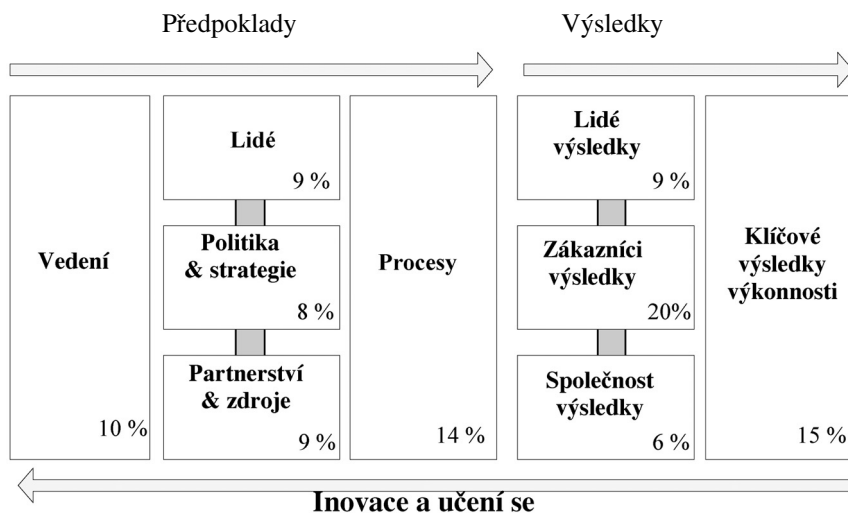 Předpoklady
Výsledky
Vedení
10 %
Lidé
9 %
Politika
& strategie
8 %
Partnerství
& zdroje
9 %
Procesy
14 %
Lidé
výsledky
9 %
Zákazníci
výsledky
20%
Společnost
výsledky
6 %
Klíčové
výsledky
výkonnosti
15 %
Inovace a učení se